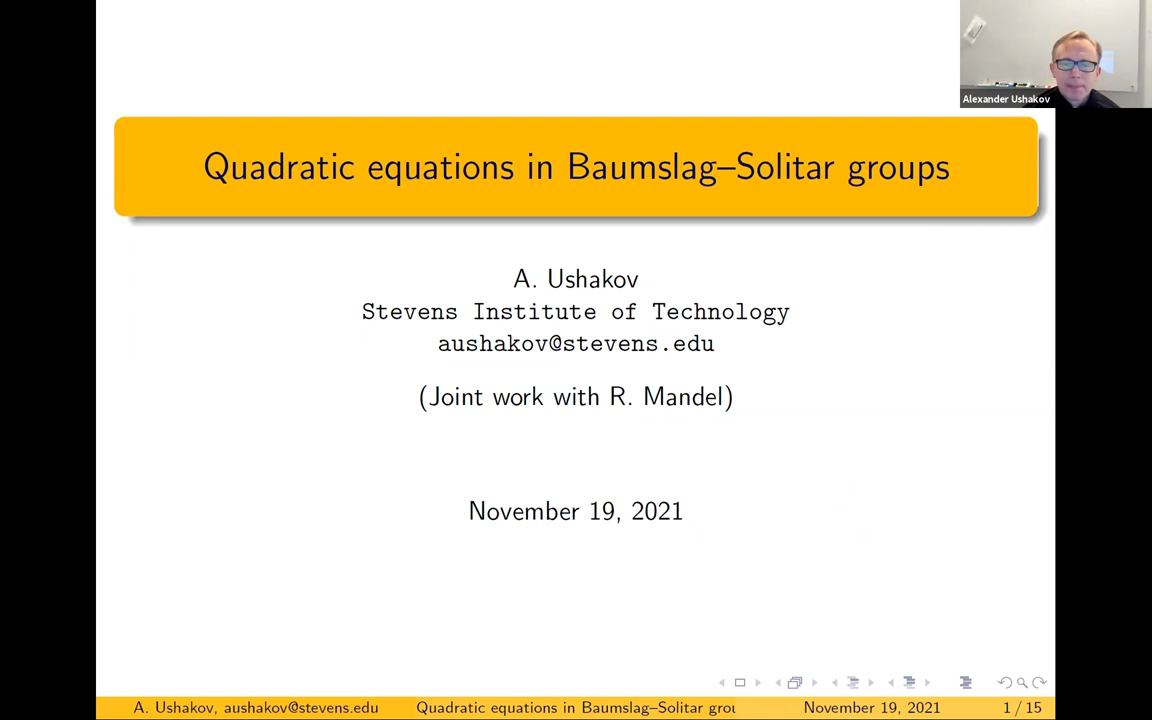 Alexander Ushakov
Quadratic equations in Baumslag–Solitar groups
A. Ushakov
Stevens Institute of Technology
aushakov@stevens.edu
(Joint work with R. Mandel)
November 19, 2021
A. Ushakov, aushakov@stevens.edu Quadratic equations in Baumslag–Solitar grou November 19, 2021 1 / 15